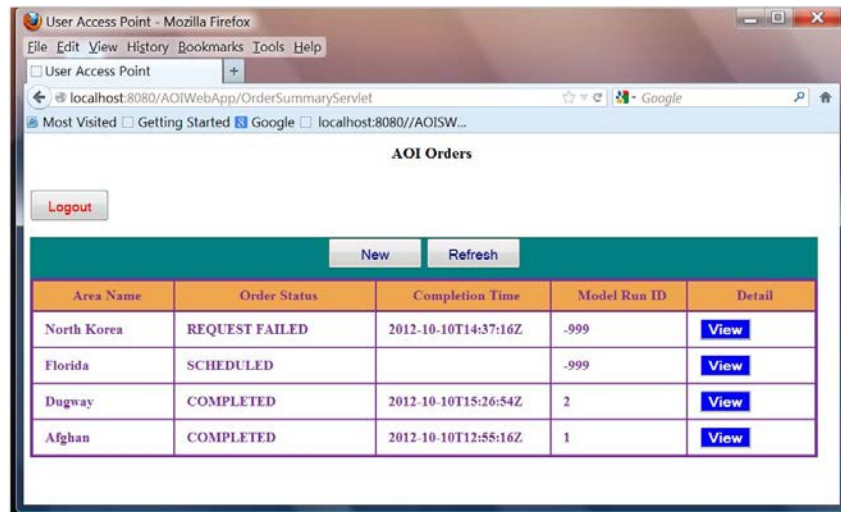 User Access Point - Mozilla Firefox
File Edit View History Bookmarks Tools Help
User Access Point +
localhost:8080/AOIWebApp/OrderSummaryServlet Google
Most Visited Getting Started Google localhost:8080//AOISW...
AOI Orders
Logout
New Refresh
Area Name Order Status Completion Time Model Run ID Detail
North Korea REQUEST FAILED 2012-10-10T14:37:16Z -999 View
Florida SCHEDULED -999 View
Dugway COMPLETED 2012-10-10T15:26:54Z 2 View
Afghan COMPLETED 2012-10-10T12:55:16Z 1 View